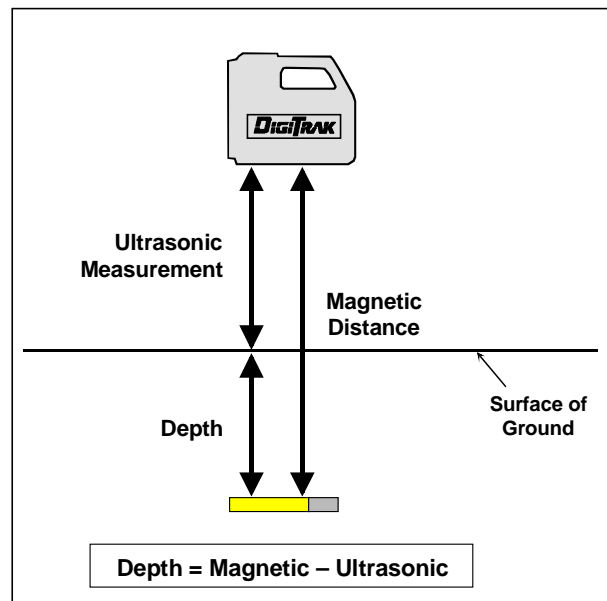 DIGITRAK
Ultrasonic
Measurement
Magnetic
Distance
Surface of
Ground
Depth
Depth = Magnetic – Ultrasonic